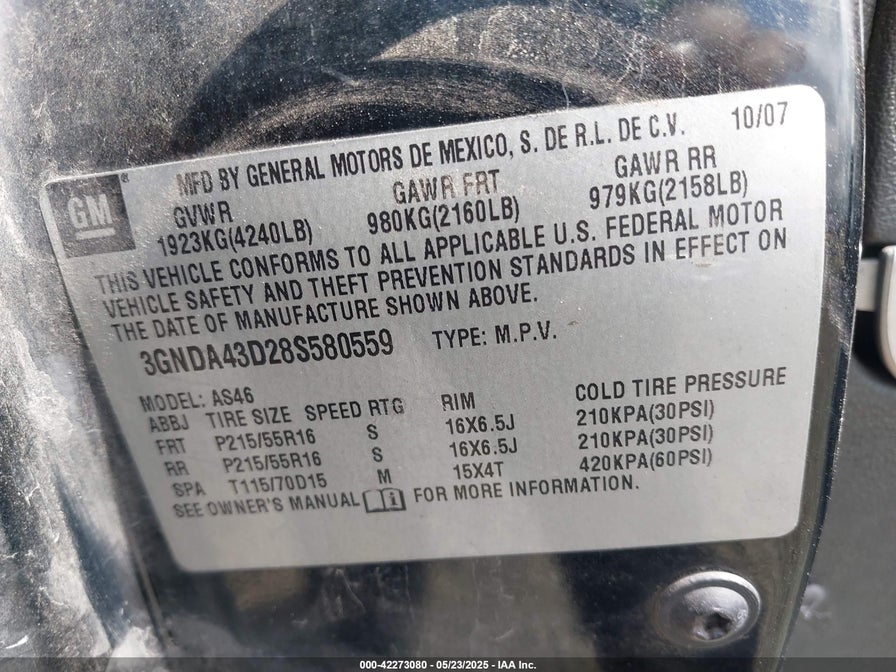 GM
MFD BY GENERAL MOTORS DE MEXICO, S. DE R.L. DE C.V. 10/07
GVWR GAWR FRT GAWR RR
1923KG(4240LB) 980KG(2160LB) 979KG(2158LB)
THIS VEHICLE CONFORMS TO ALL APPLICABLE U.S. FEDERAL MOTOR
VEHICLE SAFETY AND THEFT PREVENTION STANDARDS IN EFFECT ON
THE DATE OF MANUFACTURE SHOWN ABOVE.
3GNDA43D28S580559 TYPE: M.P.V.
MODEL: AS46
ABBJ TIRE SIZE SPEED RTG RIM COLD TIRE PRESSURE
FRT P215/55R16 S 16X6.5J 210KPA(30PSI)
RR P215/55R16 S 16X6.5J 210KPA(30PSI)
SPA T115/70D15 M 15X4T 420KPA(60PSI)
SEE OWNER'S MANUAL FOR MORE INFORMATION.
000-42273080 - 05/23/2025 - IAA Inc.